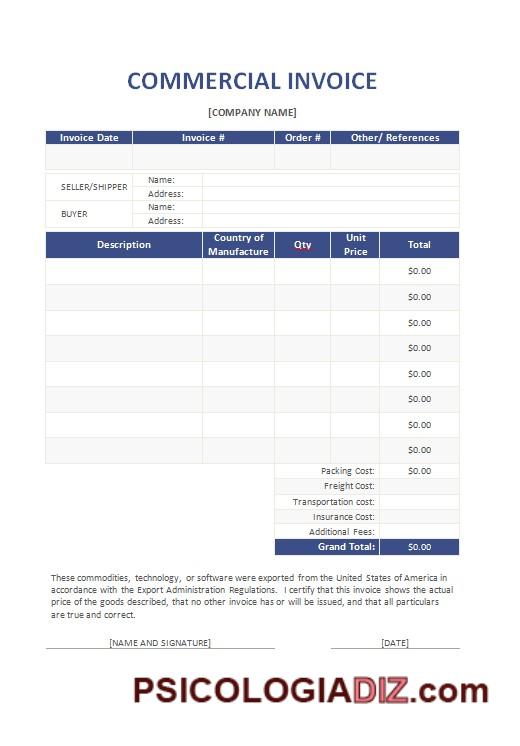 COMMERCIAL INVOICE
[COMPANY NAME]
Invoice Date Invoice # Order # Other/ References
SELLER/SHIPPER
Name:
Address:
BUYER
Name:
Address:
Description Country of Manufacture Qty Unit Price Total
$0.00
$0.00
$0.00
$0.00
$0.00
$0.00
$0.00
$0.00
Packing Cost: $0.00
Freight Cost:
Transportation cost:
Insurance Cost:
Additional Fees:
Grand Total: $0.00
These commodities, technology, or software were exported from the United States of America in
accordance with the Export Administration Regulations. I certify that this invoice shows the actual
price of the goods described, that no other invoice has or will be issued, and that all particulars
are true and correct.
[NAME AND SIGNATURE] [DATE]
PSICOLOGIADIZ.com